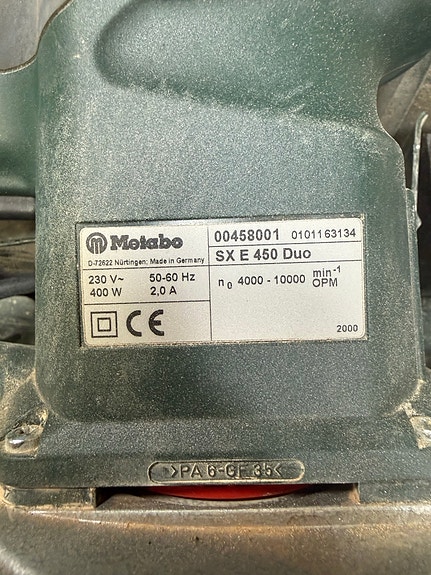 Metabo
D-72622 Nürtingen; Made in Germany
230 V~ 50-60 Hz
400 W 2,0 A
CE
00458001 0101163134
SX E 450 Duo
n0 4000 - 10000 min-1
OPM
2000
>PA 6-GF 35<